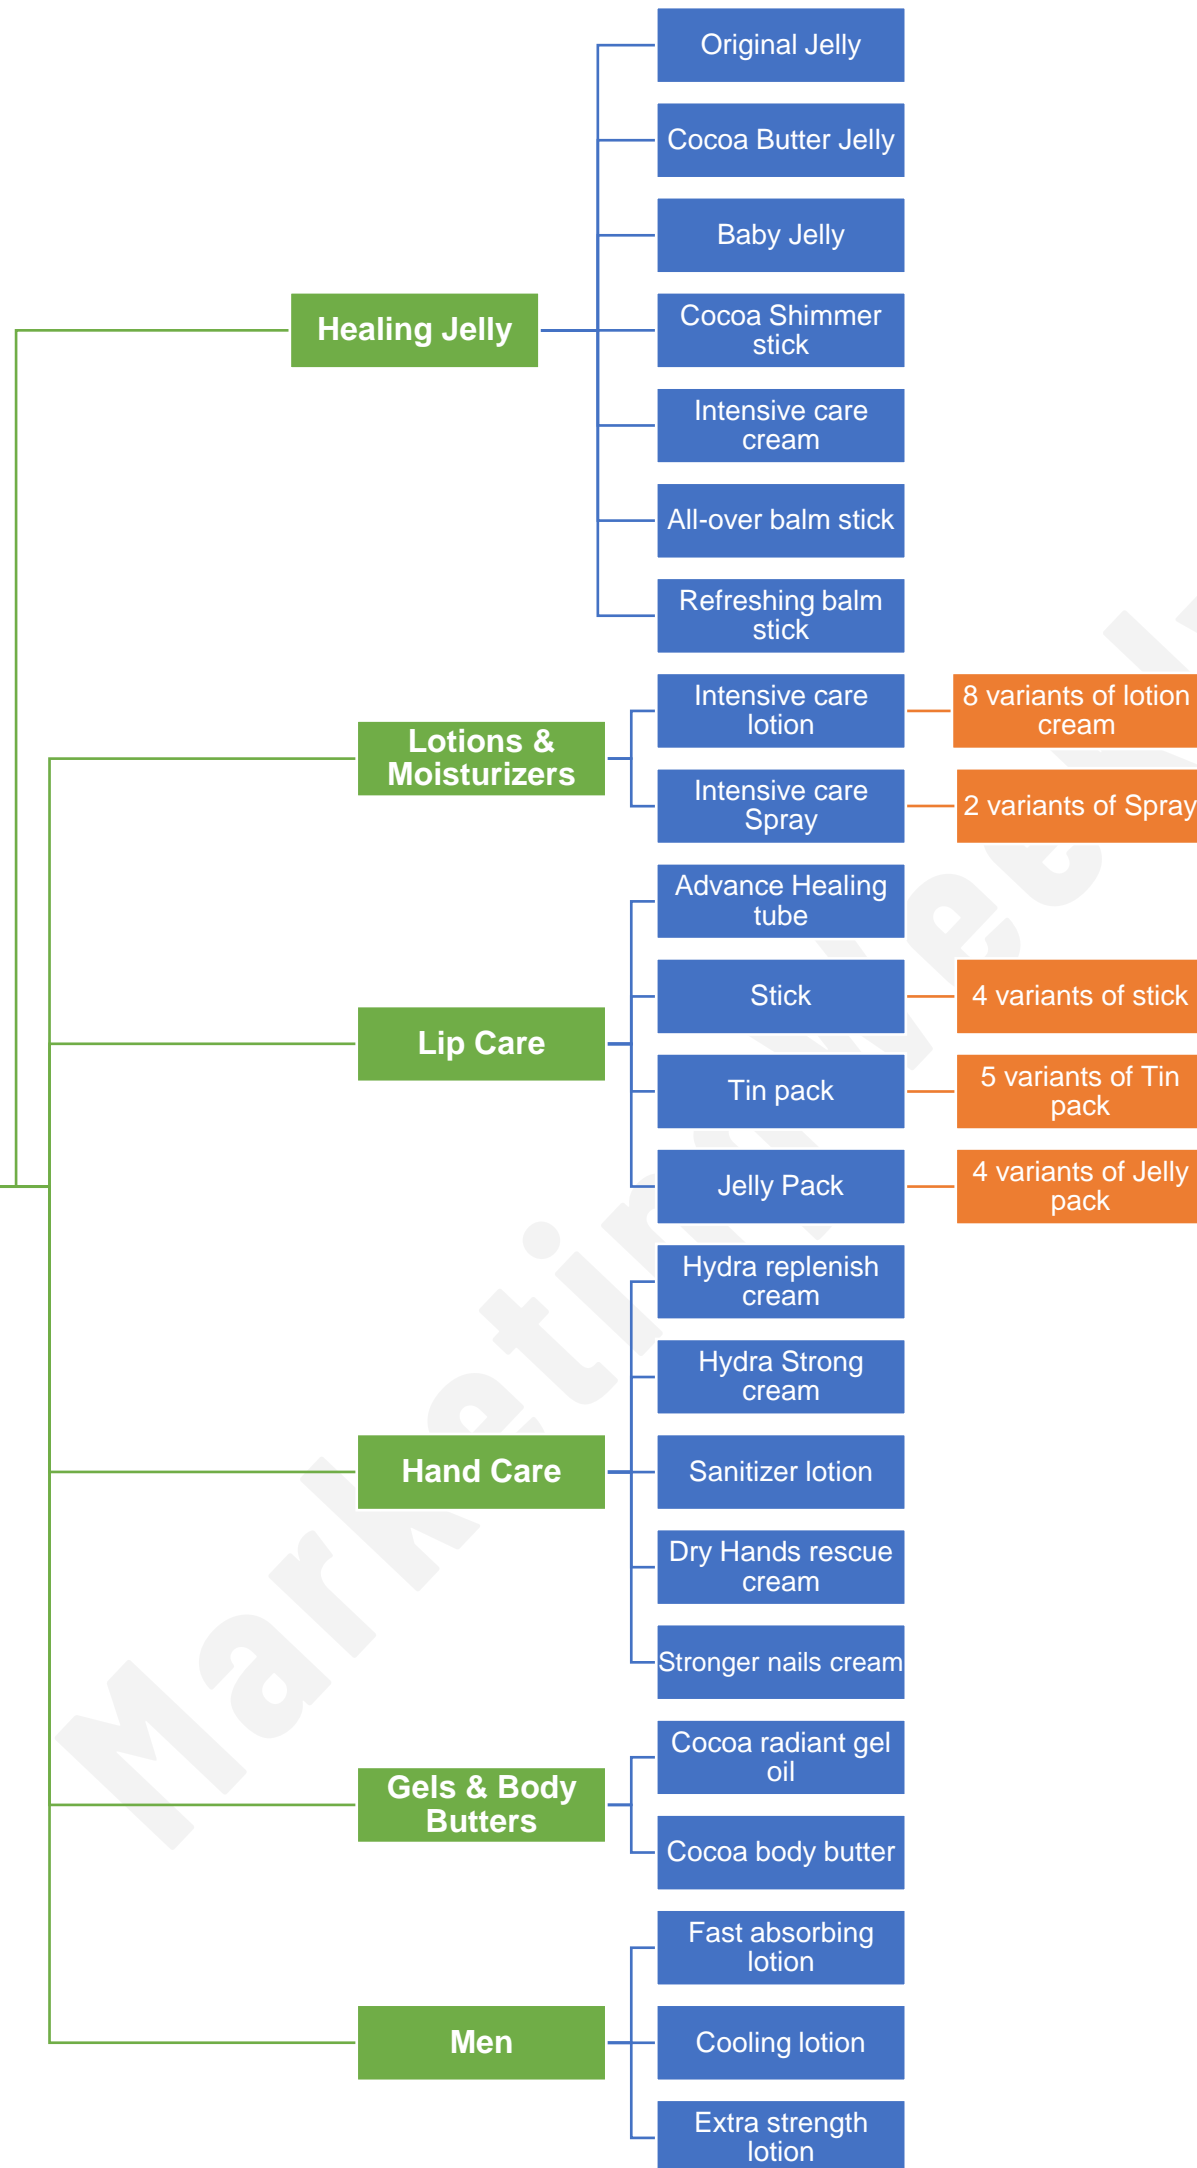 Original Jelly
Cocoa Butter Jelly
Baby Jelly
Healing Jelly
Cocoa Shimmer
stick
Intensive care
cream
All-over balm stick
Refreshing balm
stick
Lotions &
Moisturizers
Intensive care
lotion
8 variants of lotion
cream
Intensive care
Spray
2 variants of Spray
Lip Care
Advance Healing
tube
Stick
4 variants of stick
Tin pack
5 variants of Tin
pack
Jelly Pack
4 variants of Jelly
pack
Hand Care
Hydra replenish
cream
Hydra Strong
cream
Sanitizer lotion
Dry Hands rescue
cream
Stronger nails cream
Gels & Body
Butters
Cocoa radiant gel
oil
Cocoa body butter
Men
Fast absorbing
lotion
Cooling lotion
Extra strength
lotion